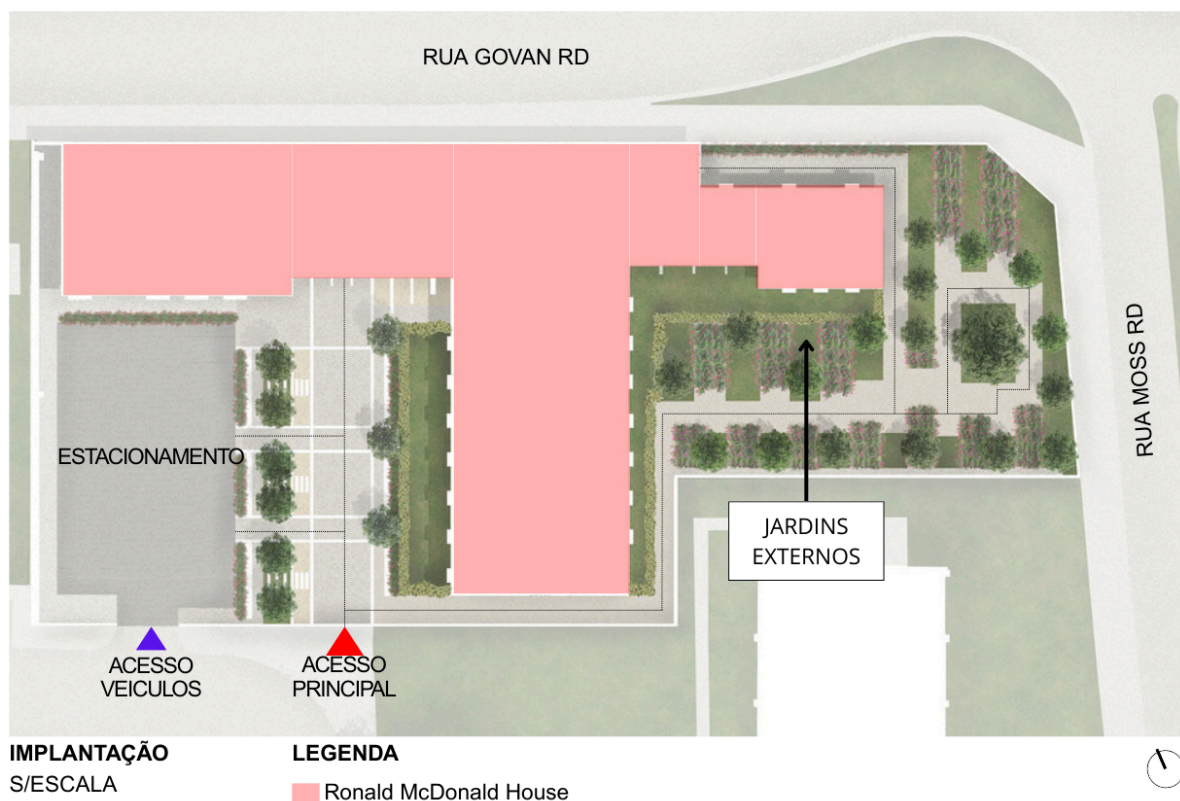 RUA GOVAN RD
RUA MOSS RD
ESTACIONAMENTO
JARDINS
EXTERNOS
ACESSO
VEICULOS
ACESSO
PRINCIPAL
IMPLANTAÇÃO
S/ESCALA
LEGENDA
Ronald McDonald House